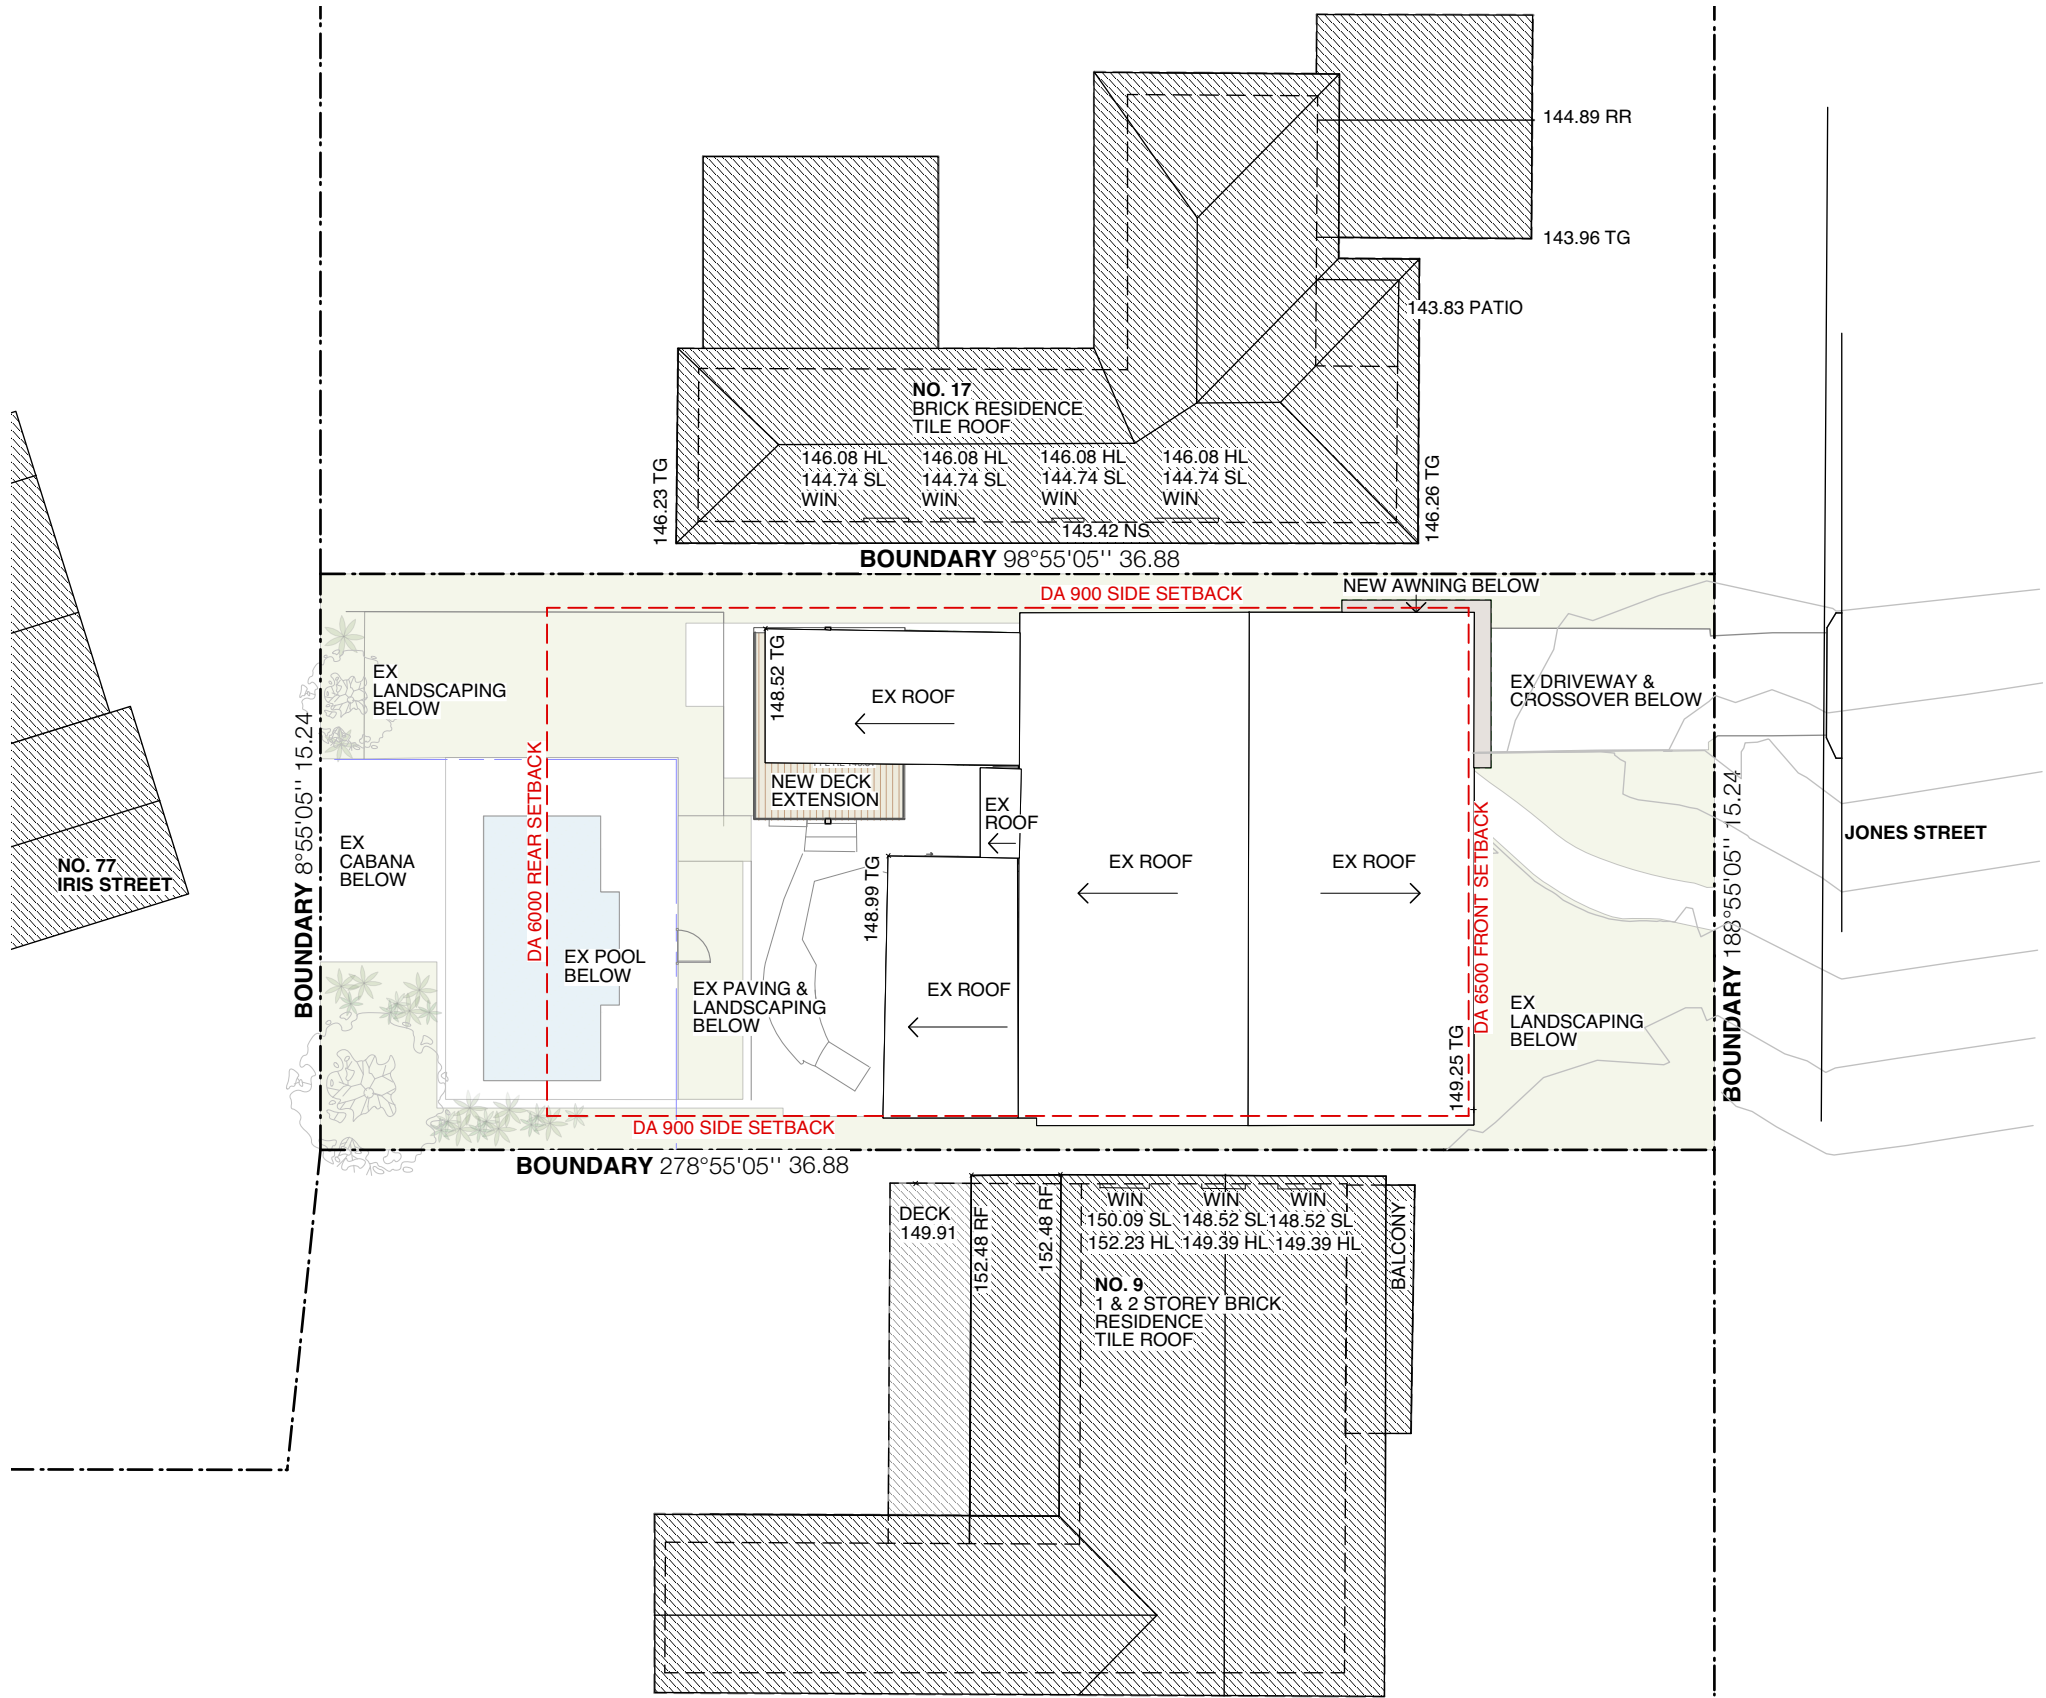 144.89 RR
143.96 TG
143.83 PATIO
NO. 17
BRICK RESIDENCE
TILE ROOF
146.23 TG
146.08 HL
144.74 SL
WIN
146.08 HL
144.74 SL
WIN
146.08 HL
144.74 SL
WIN
146.08 HL
144.74 SL
WIN
146.26 TG
143.42 NS
BOUNDARY 98°55'05'' 36.88
DA 900 SIDE SETBACK
NEW AWNING BELOW
EX
LANDSCAPING
BELOW
148.52 TG
EX ROOF
EX DRIVEWAY &
CROSSOVER BELOW
NEW DECK
EXTENSION
EX
ROOF
BOUNDARY 8°55'05'' 15.24
DA 6000 REAR SETBACK
EX
CABANA
BELOW
NO. 77
IRIS STREET
EX ROOF
EX ROOF
148.99 TG
DA 6500 FRONT SETBACK
BOUNDARY 188°55'05'' 15.24
JONES STREET
EX POOL
BELOW
EX PAVING &
LANDSCAPING
BELOW
EX ROOF
EX
LANDSCAPING
BELOW
149.25 TG
DA 900 SIDE SETBACK
BOUNDARY 278°55'05'' 36.88
DECK
149.91
152.48 RF
152.48 RF
WIN
150.09 SL
152.23 HL
WIN
148.52 SL
149.39 HL
WIN
148.52 SL
149.39 HL
BALCONY
NO. 9
1 & 2 STOREY BRICK
RESIDENCE
TILE ROOF